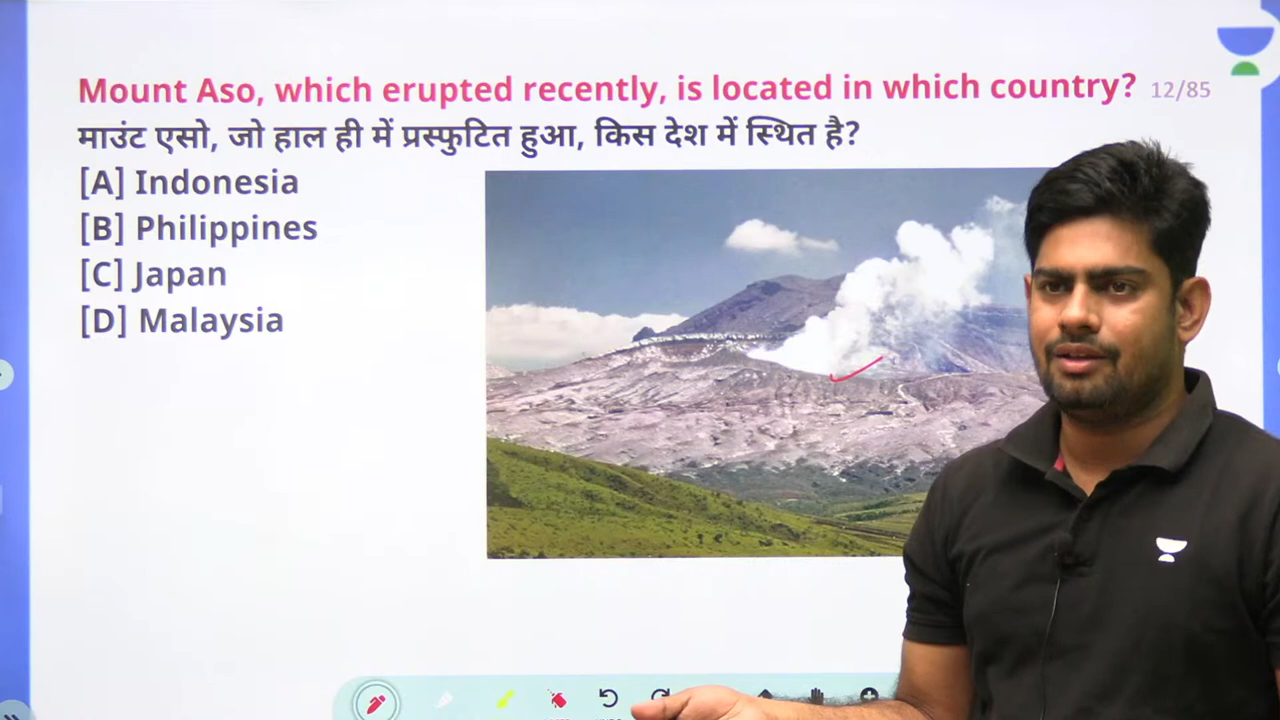 Mount Aso, which erupted recently, is located in which country? 12/85
माउंट एसो, जो हाल ही में प्रस्फुटित हुआ, किस देश में स्थित है?
[A] Indonesia
[B] Philippines
[C] Japan
[D] Malaysia